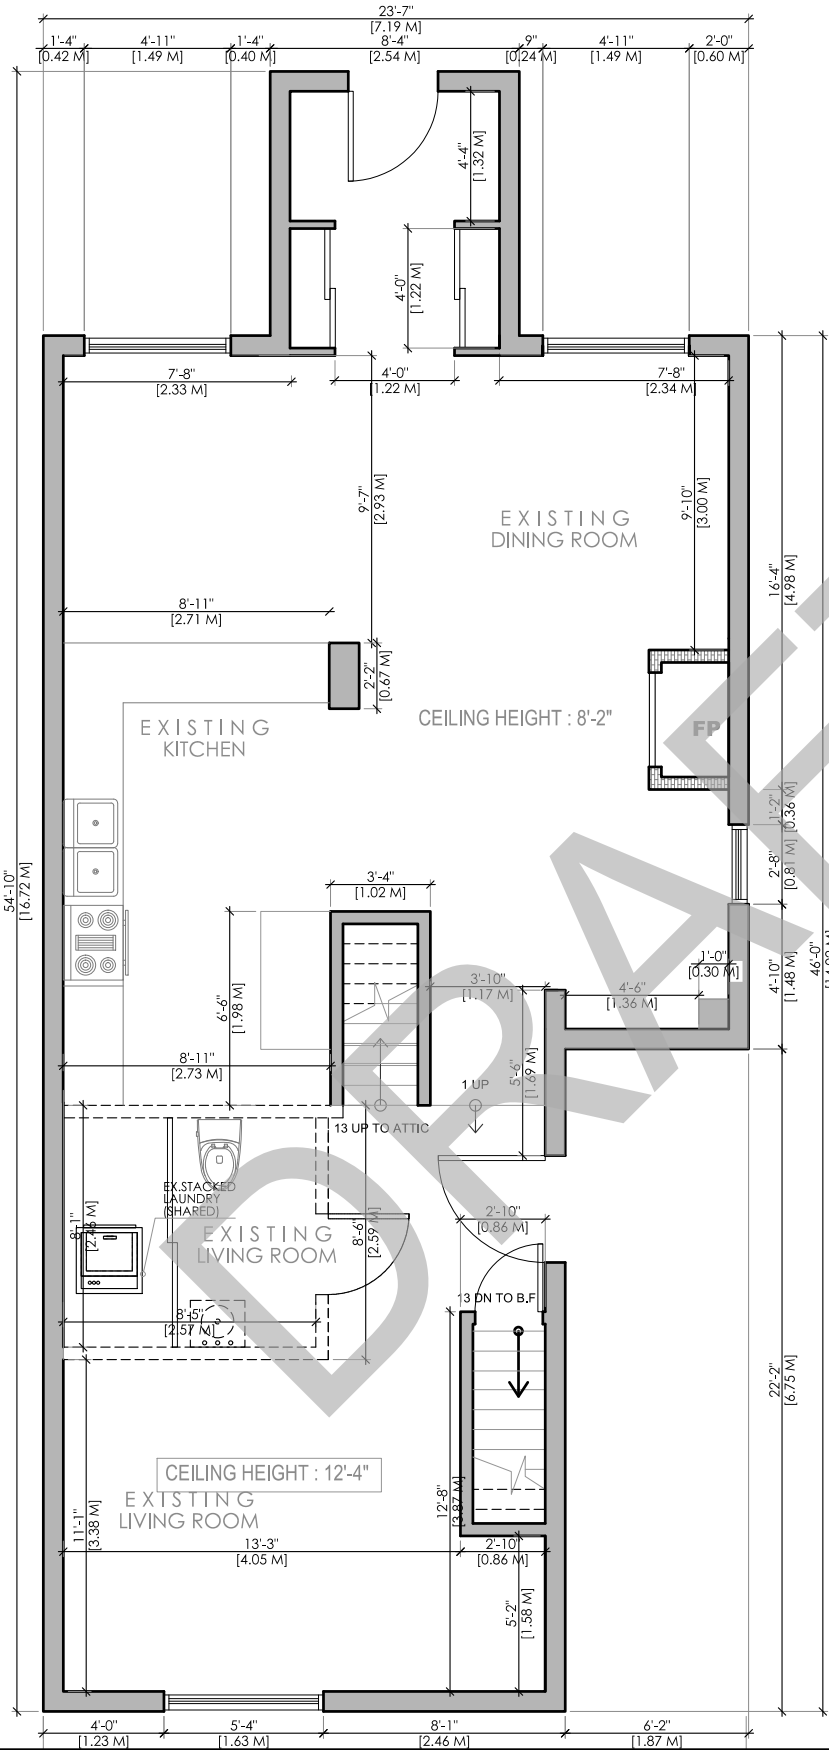 23'-7"
[7.19 M]
1'-4"
[0.42 M]
4'-11"
[1.49 M]
1'-4"
[0.40 M]
8'-4"
[2.54 M]
9"
[0.24 M]
4'-11"
[1.49 M]
2'-0"
[0.60 M]
4'-4"
[1.32 M]
4'-0"
[1.22 M]
7'-8"
[2.33 M]
4'-0"
[1.22 M]
7'-8"
[2.34 M]
9'-7"
[2.93 M]
9'-10"
[3.00 M]
EXISTING
DINING ROOM
16'-4"
[4.98 M]
8'-11"
[2.71 M]
2'-2"
[0.67 M]
EXISTING
KITCHEN
CEILING HEIGHT : 8'-2"
FP
1'-2"
[0.36 M]
2'-8"
[0.81 M]
54'-10"
[16.72 M]
3'-4"
[1.02 M]
6'-6"
[1.98 M]
3'-10"
[1.17 M]
4'-6"
[1.36 M]
1'-0"
[0.30 M]
4'-10"
[1.48 M]
46'-0"
8'-11"
[2.73 M]
5'-6"
[1.69 M]
1 UP
13 UP TO ATTIC
EX.STACKED
LAUNDRY
(SHARED)
8'-1"
EXISTING
LIVING ROOM
8'-6"
[2.59 M]
2'-10"
[0.86 M]
13 DN TO B.F
8'-5"
[2.57 M]
22'-2"
[6.75 M]
CEILING HEIGHT : 12'-4"
EXISTING
LIVING ROOM
11'-1"
[3.38 M]
12'-8"
[3.87 M]
13'-3"
[4.05 M]
2'-10"
[0.86 M]
5'-2"
[1.58 M]
4'-0"
[1.23 M]
5'-4"
[1.63 M]
8'-1"
[2.46 M]
6'-2"
[1.87 M]